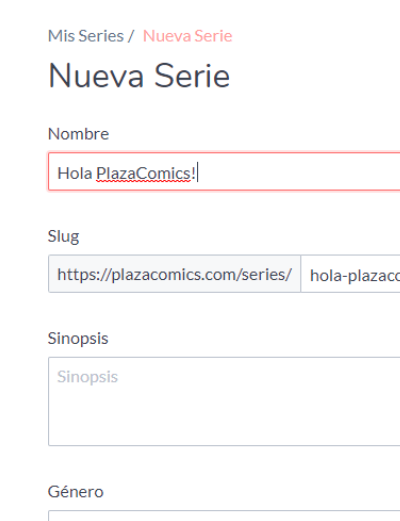 Mis Series / Nueva Serie
Nueva Serie
Nombre
Hola PlazaComics!
Slug
https://plazacomics.com/series/ hola-plazaco
Sinopsis
Sinopsis
Género